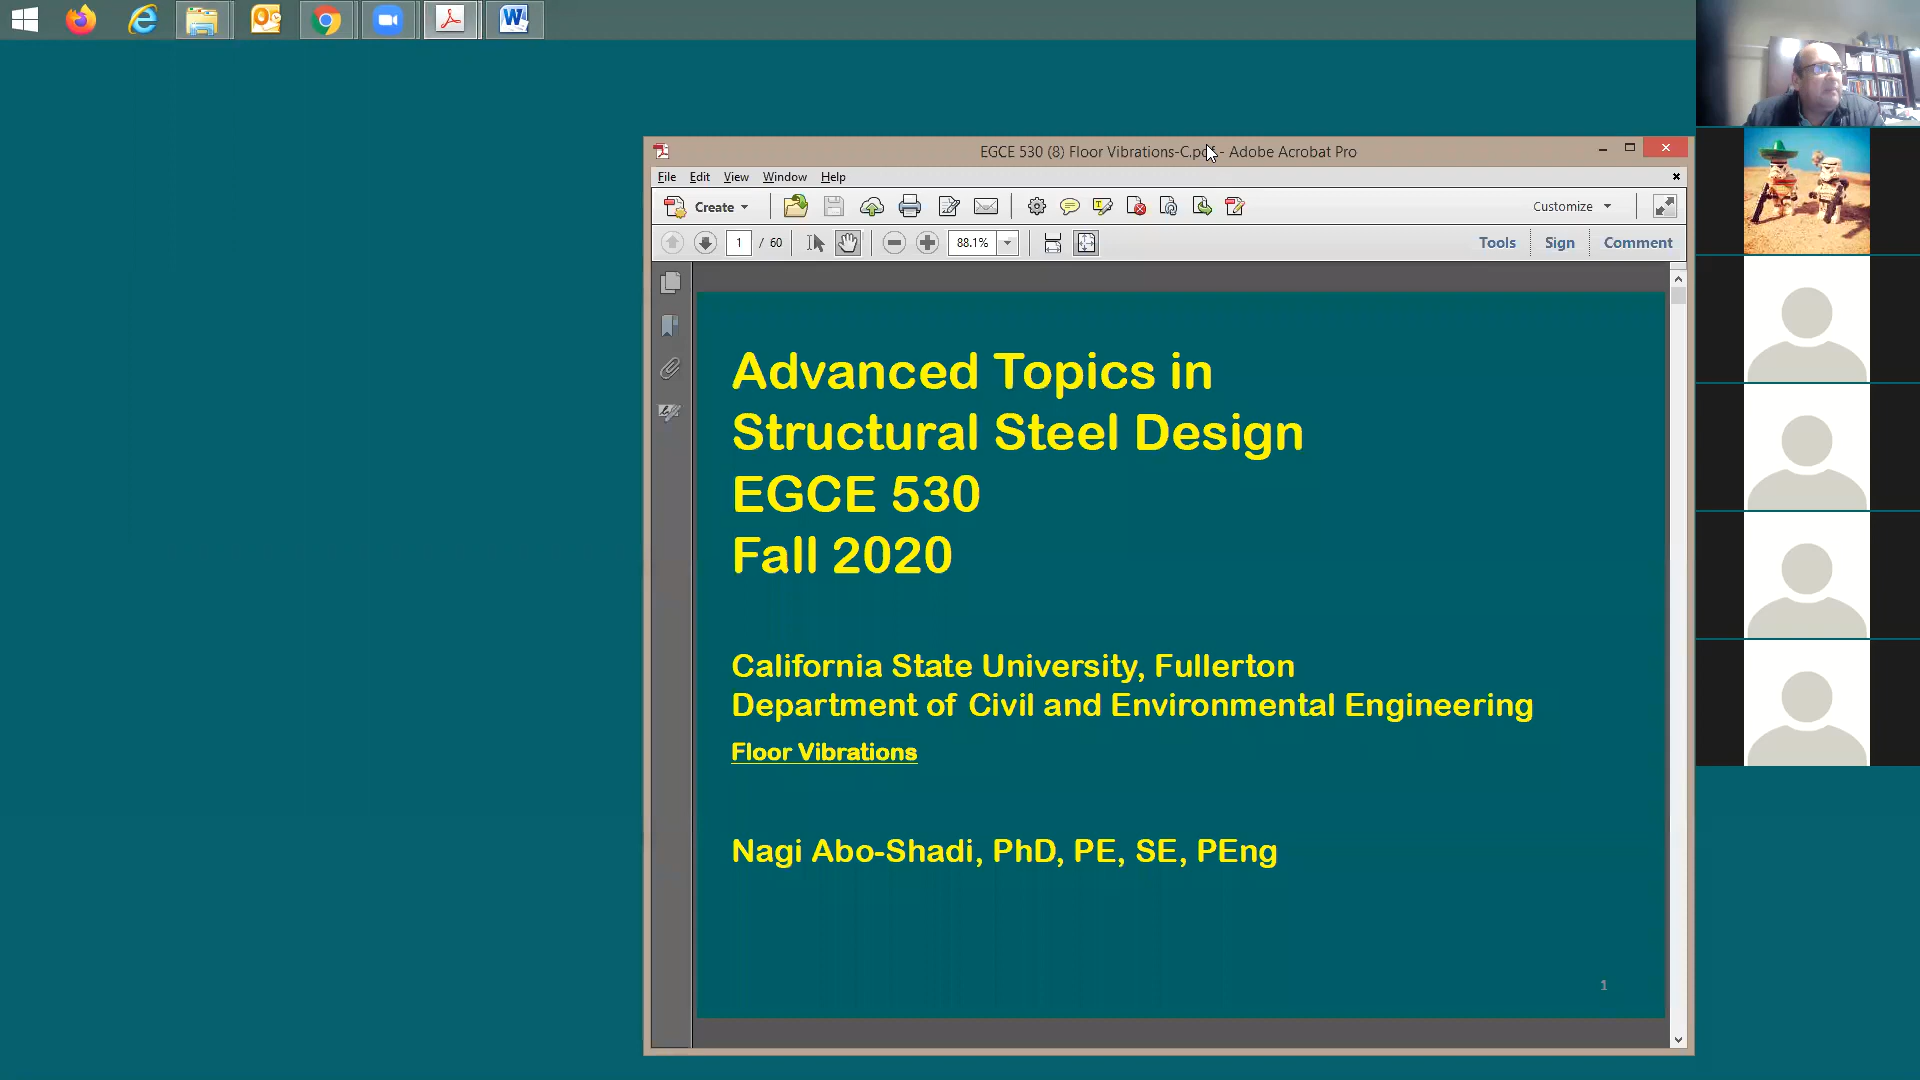 EGCE 530 (8) Floor Vibrations-C.pdf - Adobe Acrobat Pro
File Edit View Window Help
Create Customize
1 / 60 88.1% Tools Sign Comment
Advanced Topics in
Structural Steel Design
EGCE 530
Fall 2020
California State University, Fullerton
Department of Civil and Environmental Engineering
Floor Vibrations
Nagi Abo-Shadi, PhD, PE, SE, PEng
1